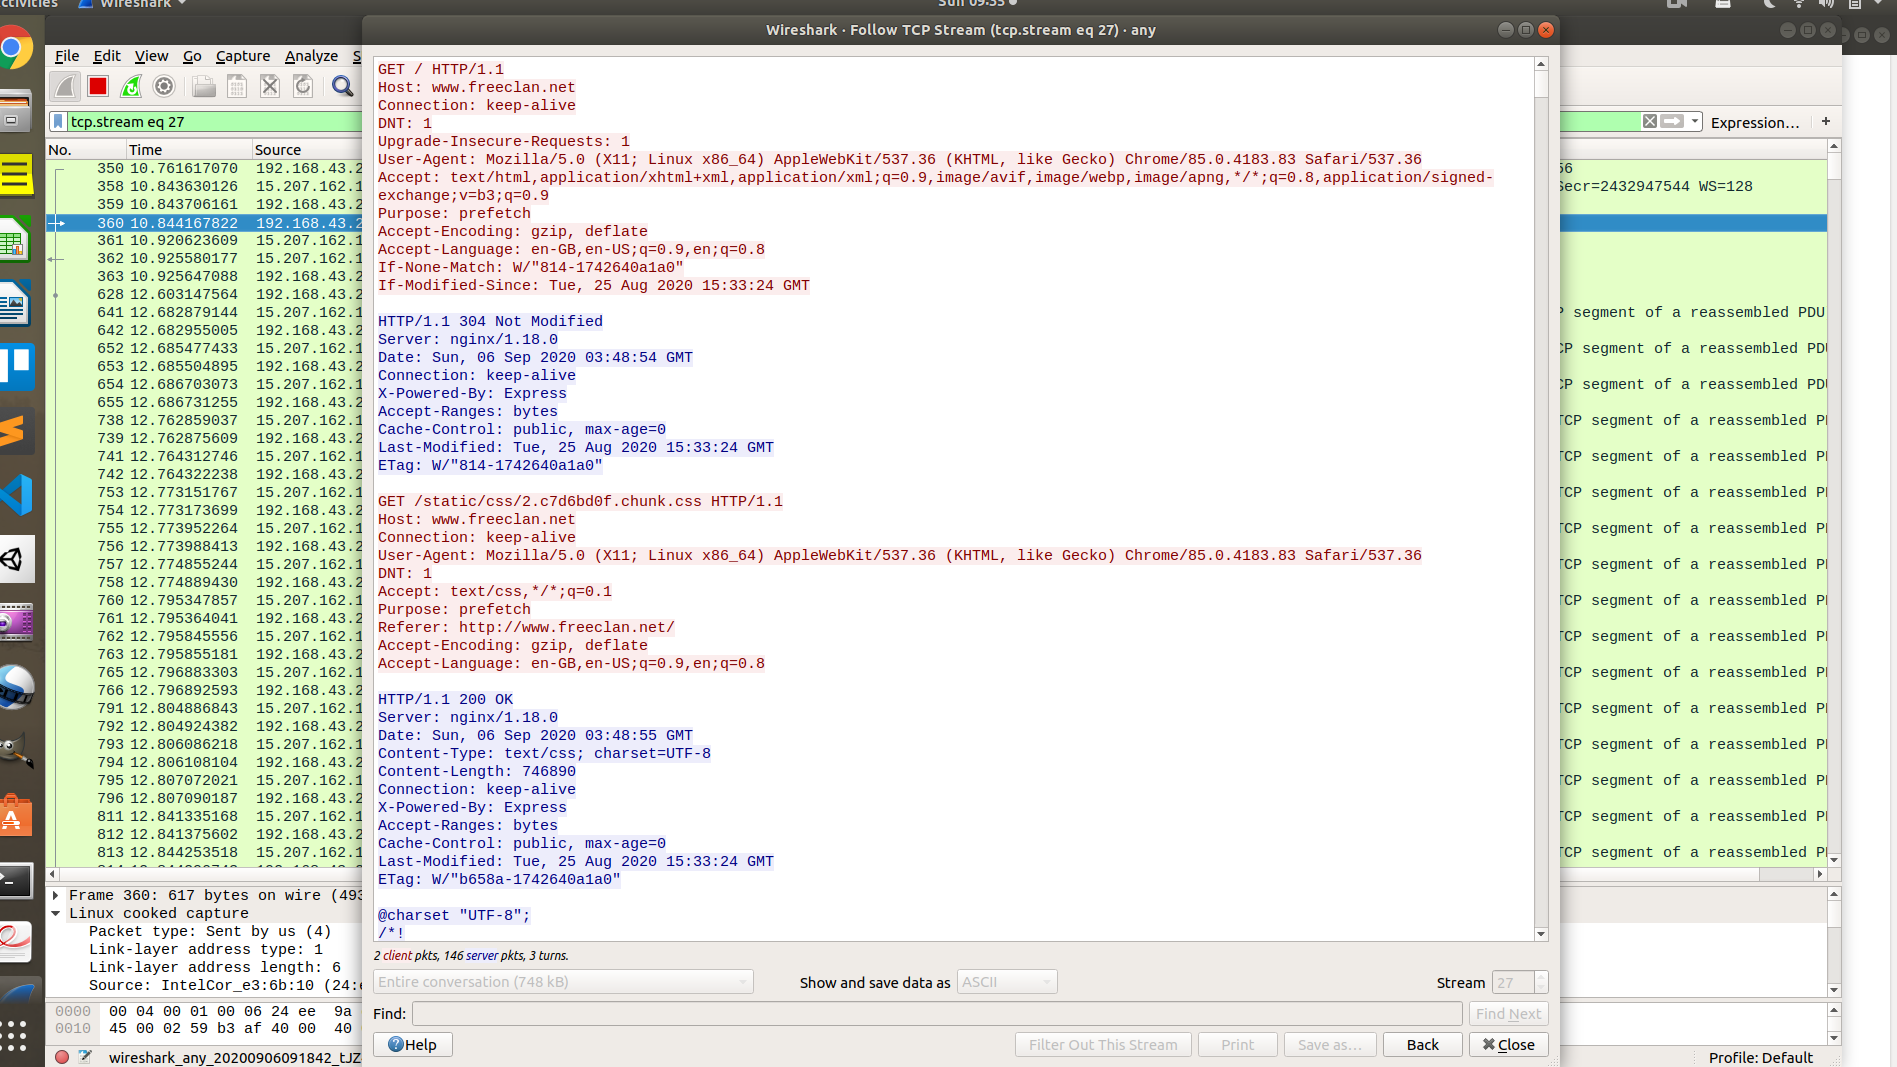 ctivities
Wireshark
Sun 09:35
Wireshark · Follow TCP Stream (tcp.stream eq 27) · any
File Edit View Go Capture Analyze S
tcp.stream eq 27
Expression…
+
No. Time Source
350 10.761617070 192.168.43.2
358 10.843630126 15.207.162.1
359 10.843706161 192.168.43.2
360 10.844167822 192.168.43.2
361 10.920623609 15.207.162.1
362 10.925580177 15.207.162.1
363 10.925647088 192.168.43.2
628 12.603147564 192.168.43.2
641 12.682879144 15.207.162.1
642 12.682955005 192.168.43.2
652 12.685477433 15.207.162.1
653 12.685504895 192.168.43.2
654 12.686703073 15.207.162.1
655 12.686731255 192.168.43.2
738 12.762859037 15.207.162.1
739 12.762875609 192.168.43.2
741 12.764312746 15.207.162.1
742 12.764322238 192.168.43.2
753 12.773151767 15.207.162.1
754 12.773173699 192.168.43.2
755 12.773952264 15.207.162.1
756 12.773988413 192.168.43.2
757 12.774855244 15.207.162.1
758 12.774889430 192.168.43.2
760 12.795347857 15.207.162.1
761 12.795364041 192.168.43.2
762 12.795845556 15.207.162.1
763 12.795855181 192.168.43.2
765 12.796883303 15.207.162.1
766 12.796892593 192.168.43.2
791 12.804886843 15.207.162.1
792 12.804924382 192.168.43.2
793 12.806086218 15.207.162.1
794 12.806108104 192.168.43.2
795 12.807072021 15.207.162.1
796 12.807090187 192.168.43.2
811 12.841335168 15.207.162.1
812 12.841375602 192.168.43.2
813 12.844253518 15.207.162.1
GET / HTTP/1.1
Host: www.freeclan.net
Connection: keep-alive
DNT: 1
Upgrade-Insecure-Requests: 1
User-Agent: Mozilla/5.0 (X11; Linux x86_64) AppleWebKit/537.36 (KHTML, like Gecko) Chrome/85.0.4183.83 Safari/537.36
Accept: text/html,application/xhtml+xml,application/xml;q=0.9,image/avif,image/webp,image/apng,*/*;q=0.8,application/signed-
exchange;v=b3;q=0.9
Purpose: prefetch
Accept-Encoding: gzip, deflate
Accept-Language: en-GB,en-US;q=0.9,en;q=0.8
If-None-Match: W/"814-1742640a1a0"
If-Modified-Since: Tue, 25 Aug 2020 15:33:24 GMT
HTTP/1.1 304 Not Modified
Server: nginx/1.18.0
Date: Sun, 06 Sep 2020 03:48:54 GMT
Connection: keep-alive
X-Powered-By: Express
Accept-Ranges: bytes
Cache-Control: public, max-age=0
Last-Modified: Tue, 25 Aug 2020 15:33:24 GMT
ETag: W/"814-1742640a1a0"
GET /static/css/2.c7d6bd0f.chunk.css HTTP/1.1
Host: www.freeclan.net
Connection: keep-alive
User-Agent: Mozilla/5.0 (X11; Linux x86_64) AppleWebKit/537.36 (KHTML, like Gecko) Chrome/85.0.4183.83 Safari/537.36
DNT: 1
Accept: text/css,*/*;q=0.1
Purpose: prefetch
Referer: http://www.freeclan.net/
Accept-Encoding: gzip, deflate
Accept-Language: en-GB,en-US;q=0.9,en;q=0.8
HTTP/1.1 200 OK
Server: nginx/1.18.0
Date: Sun, 06 Sep 2020 03:48:55 GMT
Content-Type: text/css; charset=UTF-8
Content-Length: 746890
Connection: keep-alive
X-Powered-By: Express
Accept-Ranges: bytes
Cache-Control: public, max-age=0
Last-Modified: Tue, 25 Aug 2020 15:33:24 GMT
ETag: W/"b658a-1742640a1a0"
@charset "UTF-8";
/*!
56
Secr=2432947544 WS=128
segment of a reassembled PDU
CP segment of a reassembled PDU
CP segment of a reassembled PDU
TCP segment of a reassembled P
TCP segment of a reassembled P
TCP segment of a reassembled P
TCP segment of a reassembled P
TCP segment of a reassembled P
TCP segment of a reassembled P
TCP segment of a reassembled P
TCP segment of a reassembled P
TCP segment of a reassembled P
TCP segment of a reassembled P
TCP segment of a reassembled P
TCP segment of a reassembled P
TCP segment of a reassembled P
Frame 360: 617 bytes on wire (493
Linux cooked capture
Packet type: Sent by us (4)
Link-layer address type: 1
Link-layer address length: 6
Source: IntelCor_e3:6b:10 (24:e
0000 00 04 00 01 00 06 24 ee 9a
0010 45 00 02 59 b3 af 40 00 40
2 client pkts, 146 server pkts, 3 turns.
Entire conversation (748 kB)
Show and save data as ASCII
Stream 27
Find:
Find Next
Help
Filter Out This Stream
Print
Save as…
Back
Close
wireshark_any_20200906091842_tJZ
Profile: Default